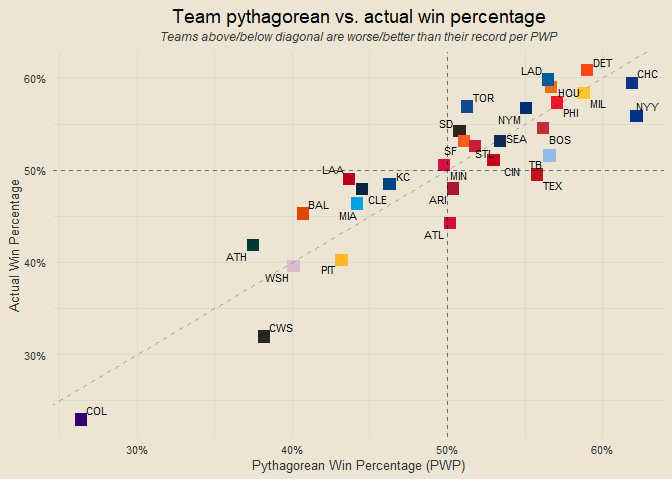 Team pythagorean vs. actual win percentage
Teams above/below diagonal are worse/better than their record per PWP
60%
50%
40%
30%
Actual Win Percentage
DET
LAD
CHC
HOU
MIL
TOR
PHI
NYY
NYM
SD
SEA
BOS
SF
STL
CIN
TB
LAA
KC
MIN
TEX
CLE
ARI
BAL
MIA
ATL
ATH
PIT
WSH
CWS
COL
30%
40%
50%
60%
Pythagorean Win Percentage (PWP)